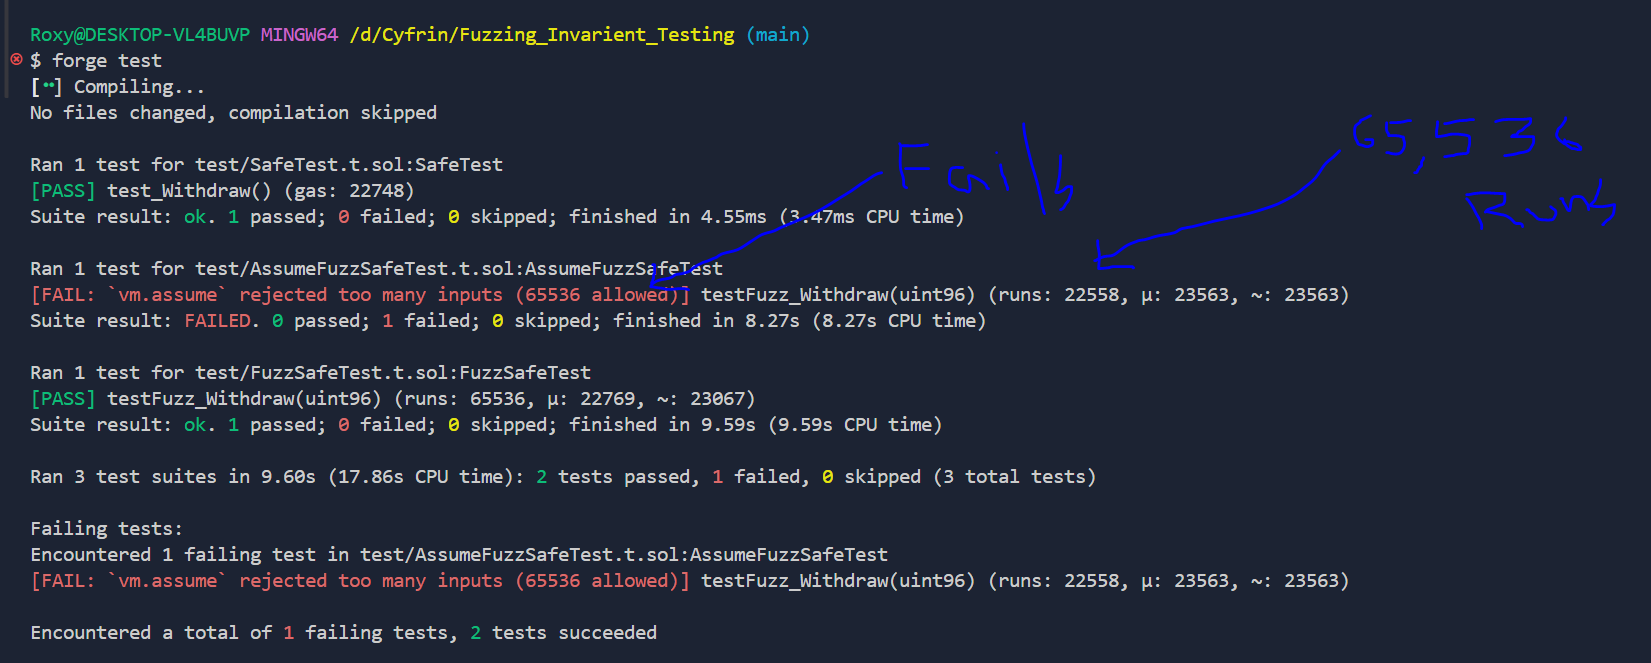 Roxy@DESKTOP-VL4BUVP MINGW64 /d/Cyfrin/Fuzzing_Invarient_Testing (main)
$ forge test
[⠒] Compiling...
No files changed, compilation skipped
Ran 1 test for test/SafeTest.t.sol:SafeTest
[PASS] test_Withdraw() (gas: 22748)
Suite result: ok. 1 passed; 0 failed; 0 skipped; finished in 4.55ms (3.47ms CPU time)
Fails
65,536
Runs
Ran 1 test for test/AssumeFuzzSafeTest.t.sol:AssumeFuzzSafeTest
[FAIL: `vm.assume` rejected too many inputs (65536 allowed)] testFuzz_Withdraw(uint96) (runs: 22558, μ: 23563, ~: 23563)
Suite result: FAILED. 0 passed; 1 failed; 0 skipped; finished in 8.27s (8.27s CPU time)
Ran 1 test for test/FuzzSafeTest.t.sol:FuzzSafeTest
[PASS] testFuzz_Withdraw(uint96) (runs: 65536, μ: 22769, ~: 23067)
Suite result: ok. 1 passed; 0 failed; 0 skipped; finished in 9.59s (9.59s CPU time)
Ran 3 test suites in 9.60s (17.86s CPU time): 2 tests passed, 1 failed, 0 skipped (3 total tests)
Failing tests:
Encountered 1 failing test in test/AssumeFuzzSafeTest.t.sol:AssumeFuzzSafeTest
[FAIL: `vm.assume` rejected too many inputs (65536 allowed)] testFuzz_Withdraw(uint96) (runs: 22558, μ: 23563, ~: 23563)
Encountered a total of 1 failing tests, 2 tests succeeded